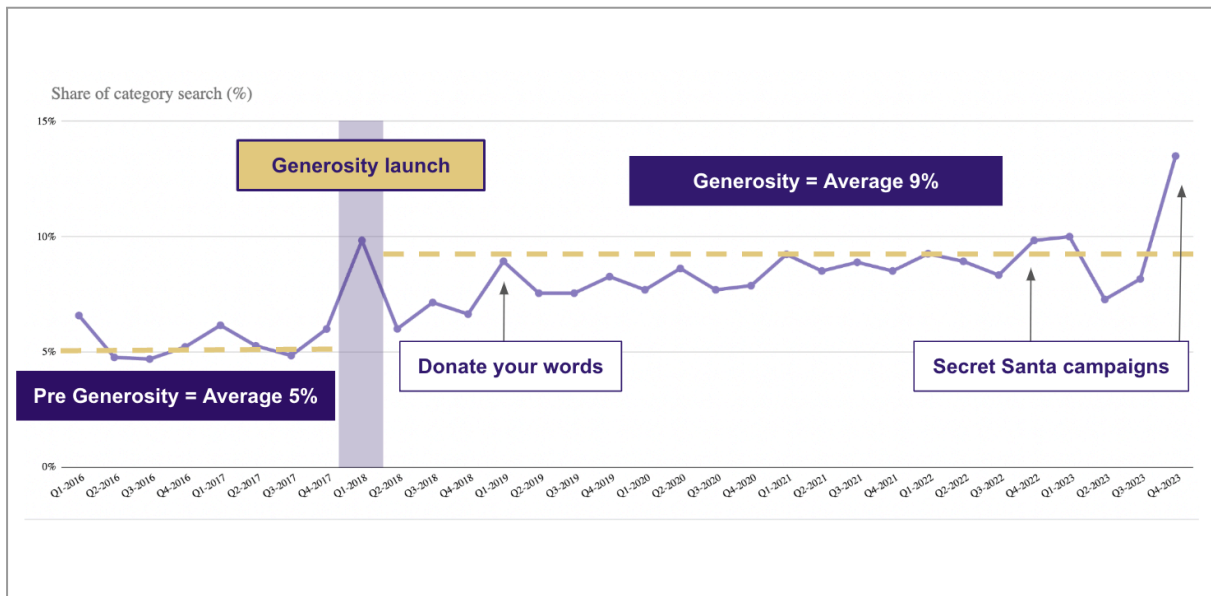 Share of category search (%)
15%
Generosity launch
Generosity = Average 9%
10%
Donate your words
Secret Santa campaigns
5%
Pre Generosity = Average 5%
0%
Q1-2016
Q2-2016
Q3-2016
Q4-2016
Q1-2017
Q2-2017
Q3-2017
Q4-2017
Q1-2018
Q2-2018
Q3-2018
Q4-2018
Q1-2019
Q2-2019
Q3-2019
Q4-2019
Q1-2020
Q2-2020
Q3-2020
Q4-2020
Q1-2021
Q2-2021
Q3-2021
Q4-2021
Q1-2022
Q2-2022
Q3-2022
Q4-2022
Q1-2023
Q2-2023
Q3-2023
Q4-2023